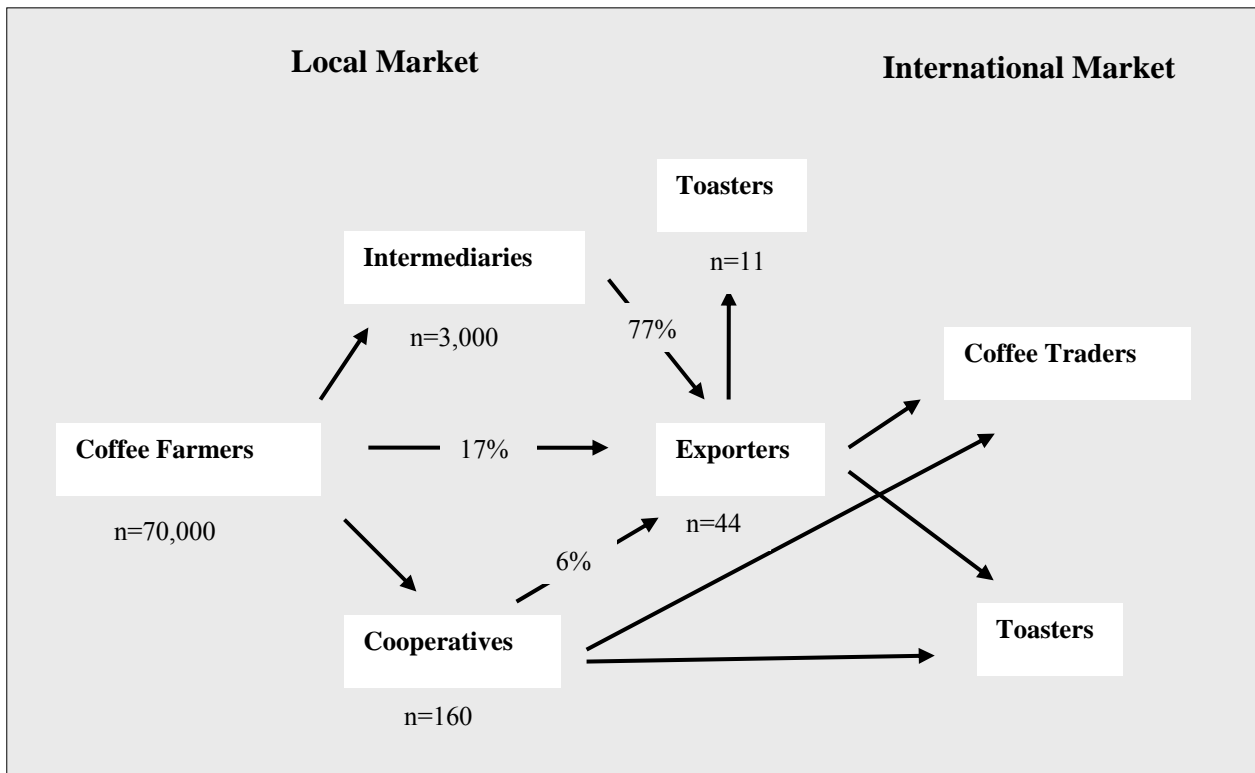 Local Market
International Market
Toasters
n=11
Intermediaries
n=3,000
77%
Coffee Traders
Coffee Farmers
n=70,000
17%
Exporters
n=44
6%
Cooperatives
n=160
Toasters